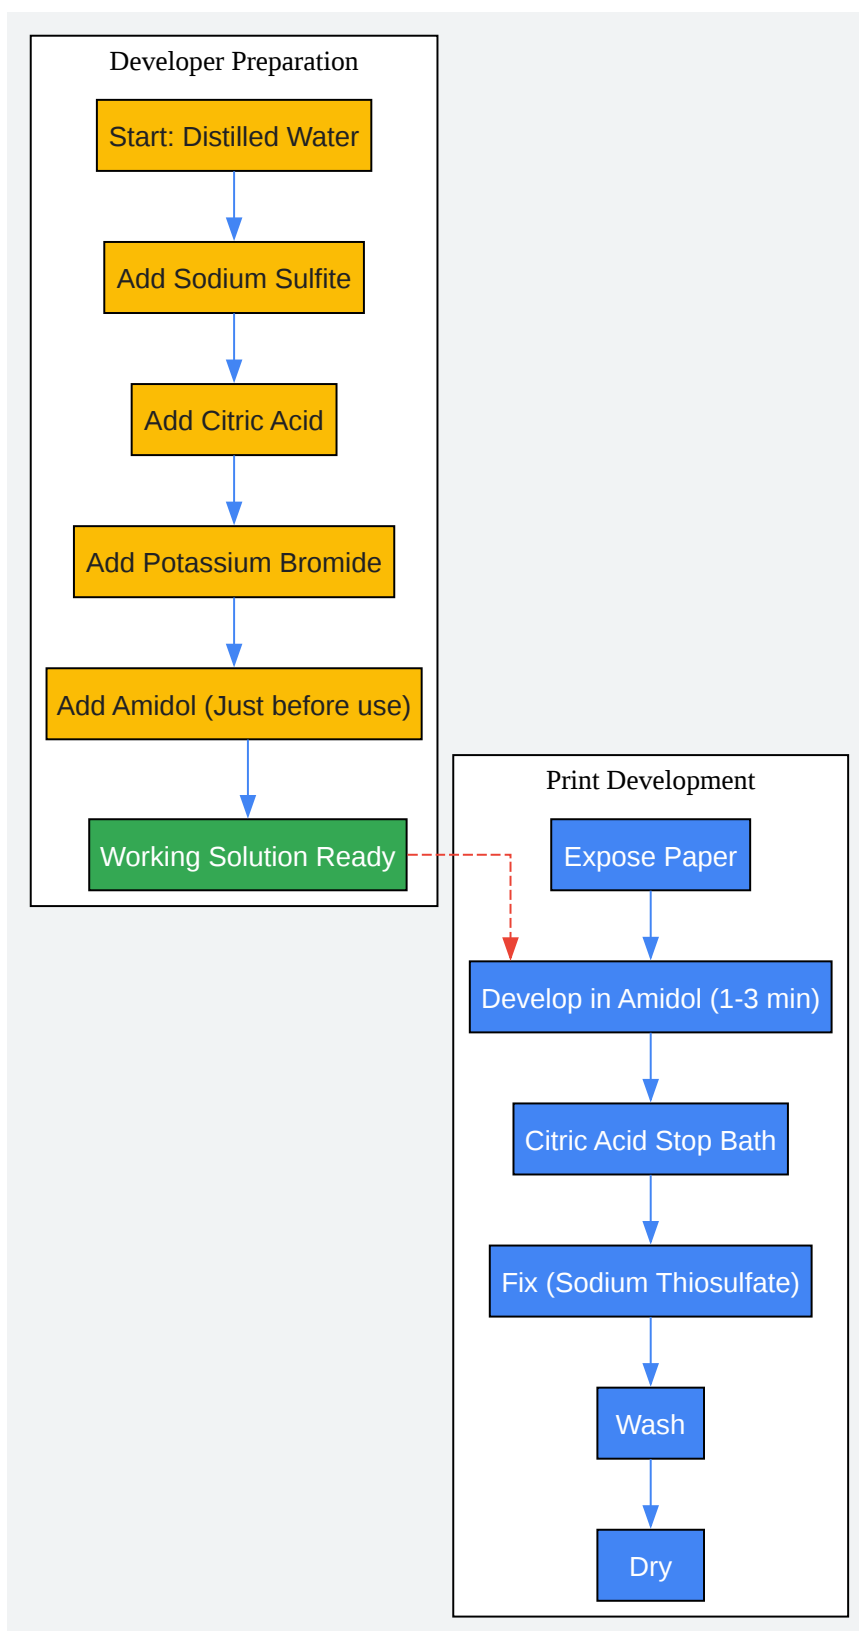 Developer Preparation
Start: Distilled Water
Add Sodium Sulfite
Add Citric Acid
Add Potassium Bromide
Add Amidol (Just before use)
Working Solution Ready
Print Development
Expose Paper
Develop in Amidol (1-3 min)
Citric Acid Stop Bath
Fix (Sodium Thiosulfate)
Wash
Dry